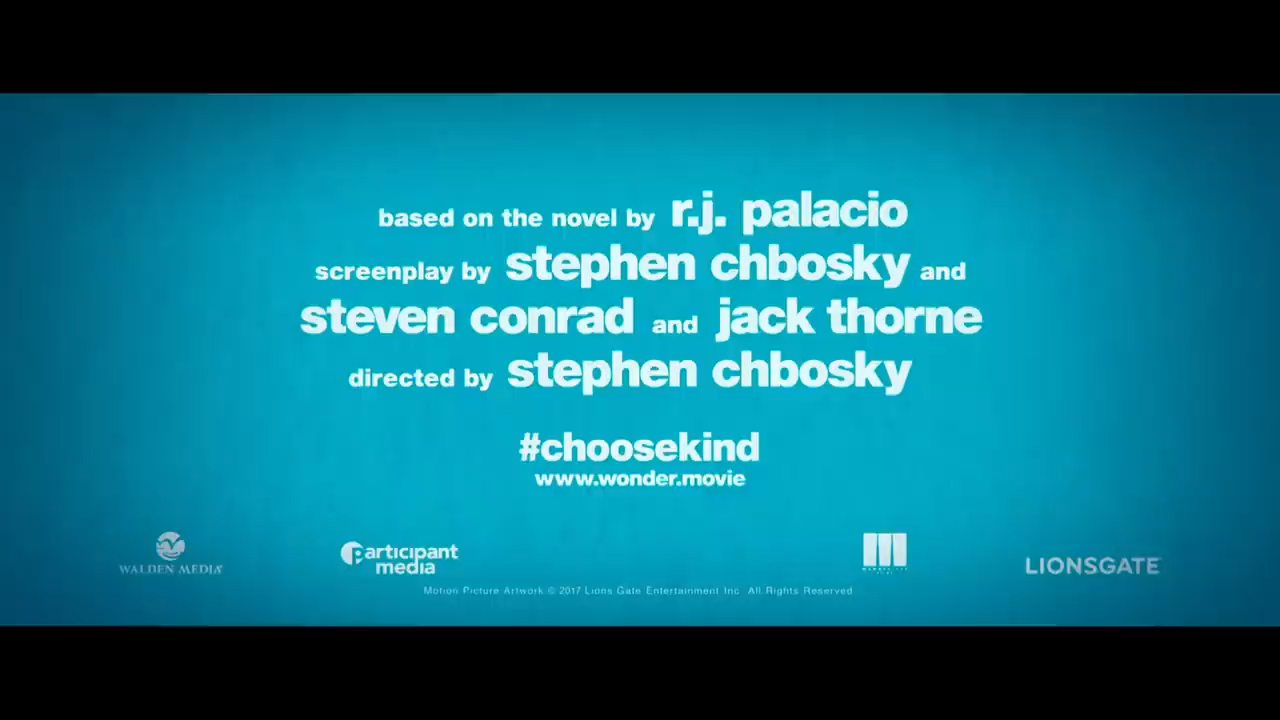 based on the novel by r.j. palacio
screenplay by stephen chbosky and
steven conrad and jack thorne
directed by stephen chbosky
#choosekind
www.wonder.movie
WALDEN MEDIA
participant media
LIONSGATE
Motion Picture Artwork © 2017 Lions Gate Entertainment Inc. All Rights Reserved